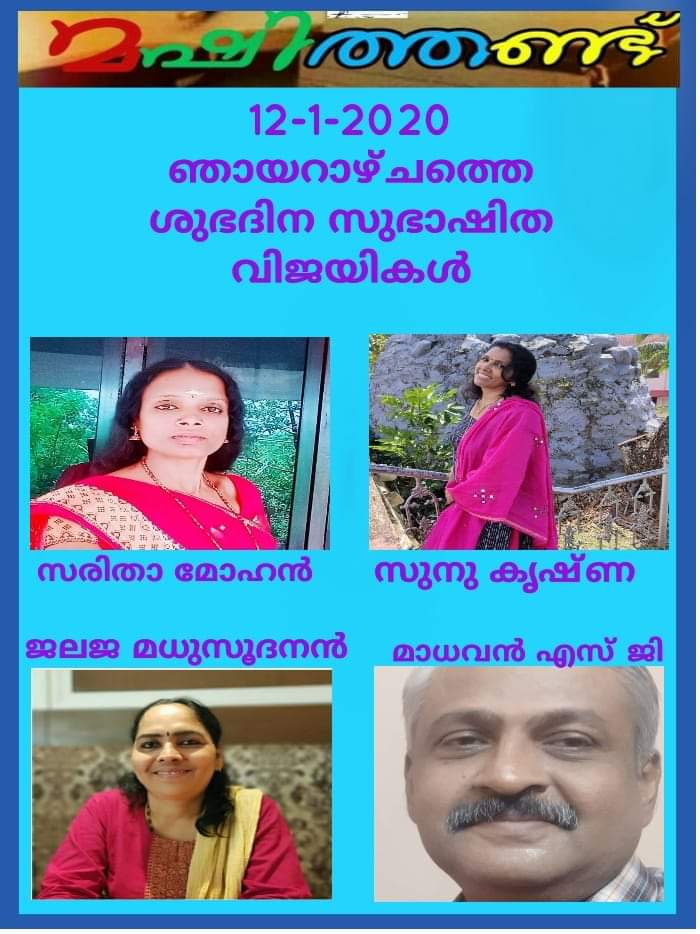 മഷിത്തണ്ട്
12-1-2020
ഞായറാഴ്ചത്തെ
ശുഭദിന സുഭാഷിത
വിജയികൾ
സരിതാ മോഹൻ
സുനു കൃഷ്ണ
ജലജ മധുസൂദനൻ
മാധവൻ എസ് ജി